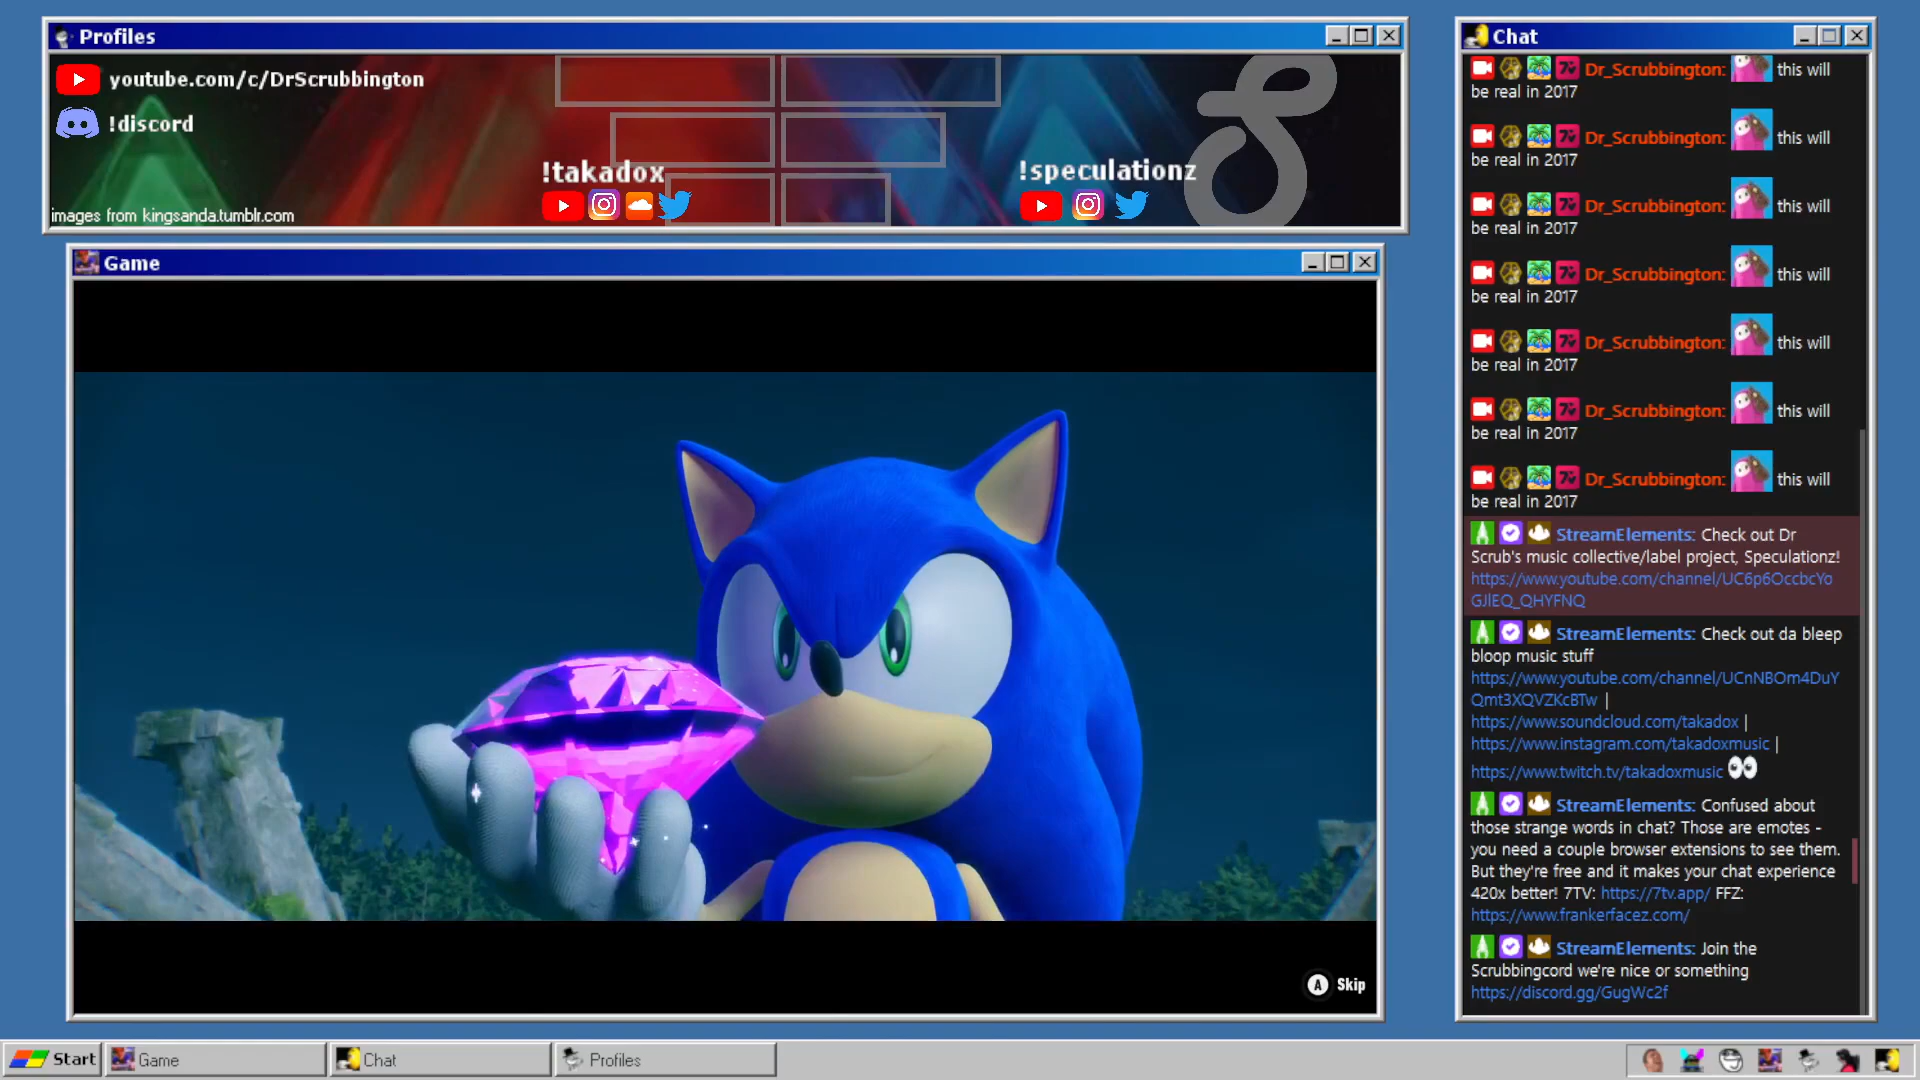 Profiles
youtube.com/c/DrScrubbington
!discord
!takadox
!speculationz
images from kingsanda.tumblr.com
Game
Skip
A
Chat
Dr_Scrubbington: this will
be real in 2017
Dr_Scrubbington: this will
be real in 2017
Dr_Scrubbington: this will
be real in 2017
Dr_Scrubbington: this will
be real in 2017
Dr_Scrubbington: this will
be real in 2017
Dr_Scrubbington: this will
be real in 2017
Dr_Scrubbington: this will
be real in 2017
StreamElements: Check out Dr
Scrub's music collective/label project, Speculationz!
https://www.youtube.com/channel/UC6p6OccbcYo
GJlEQ_QHYFNQ
StreamElements: Check out da bleep
bloop music stuff
https://www.youtube.com/channel/UCnNBOm4DuY
Qmt3XQVZKcBTw |
https://www.soundcloud.com/takadox |
https://www.instagram.com/takadoxmusic |
https://www.twitch.tv/takadoxmusic
StreamElements: Confused about
those strange words in chat? Those are emotes -
you need a couple browser extensions to see them.
But they're free and it makes your chat experience
420x better! 7TV: https://7tv.app/ FFZ:
https://www.frankerfacez.com/
StreamElements: Join the
Scrubbingcord we're nice or something
https://discord.gg/GugWc2f
Start
Game
Chat
Profiles